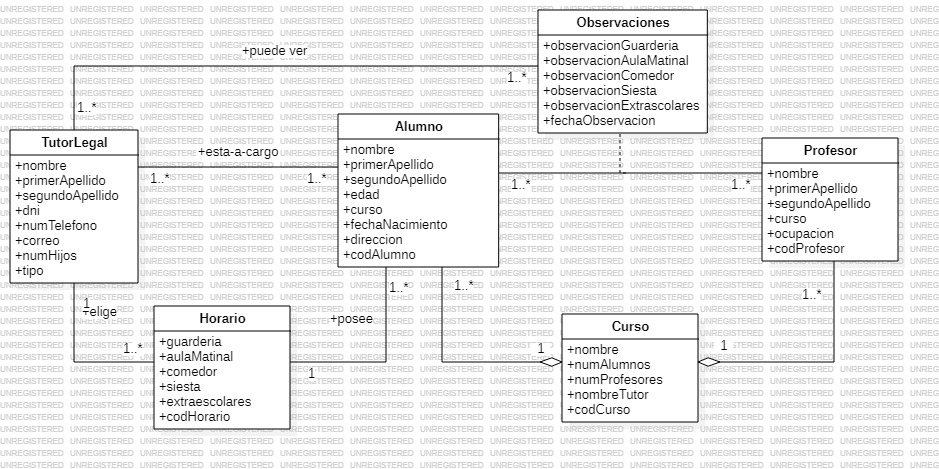 Observaciones
+observacionGuarderia
+observacionAulaMatinal
+observacionComedor
+observacionSiesta
+observacionExtrascolares
+fechaObservacion
+puede ver
1..*
1..*
TutorLegal
+nombre
+primerApellido
+segundoApellido
+dni
+numTelefono
+correo
+numHijos
+tipo
+esta-a-cargo
1..*
1..*
Alumno
+nombre
+primerApellido
+segundoApellido
+edad
+curso
+fechaNacimiento
+direccion
+codAlumno
1..*
1..*
Profesor
+nombre
+primerApellido
+segundoApellido
+curso
+ocupacion
+codProfesor
1
+elige
1..*
Horario
+guarderia
+aulaMatinal
+comedor
+siesta
+extraescolares
+codHorario
1..*
+posee
1
1..*
1
Curso
+nombre
+numAlumnos
+numProfesores
+nombreTutor
+codCurso
1
1..*
UNREGISTERED